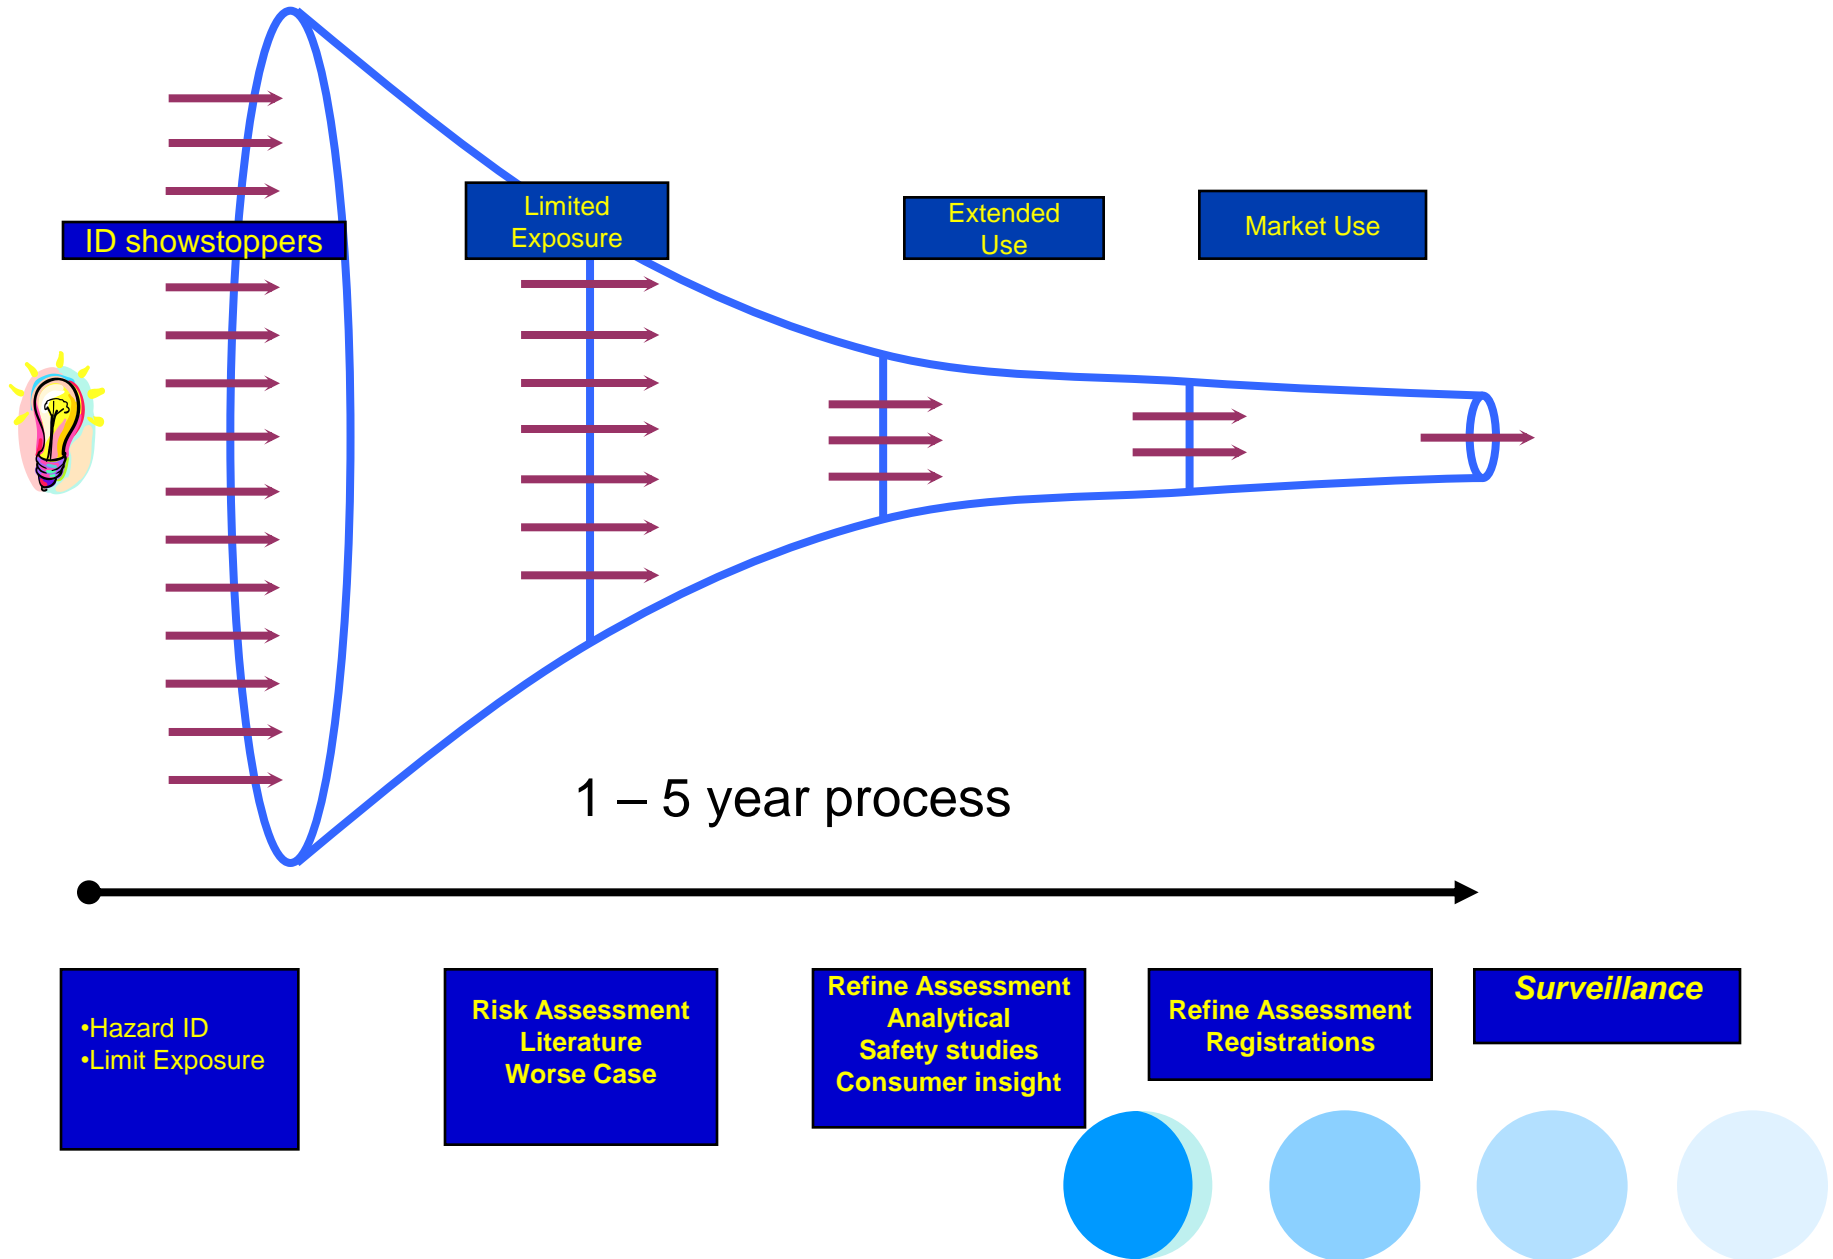 ID showstoppers
Limited
Exposure
Extended
Use
Market Use
1 – 5 year process
•Hazard ID
•Limit Exposure
Risk Assessment
Literature
Worse Case
Refine Assessment
Analytical
Safety studies
Consumer insight
Refine Assessment
Registrations
Surveillance